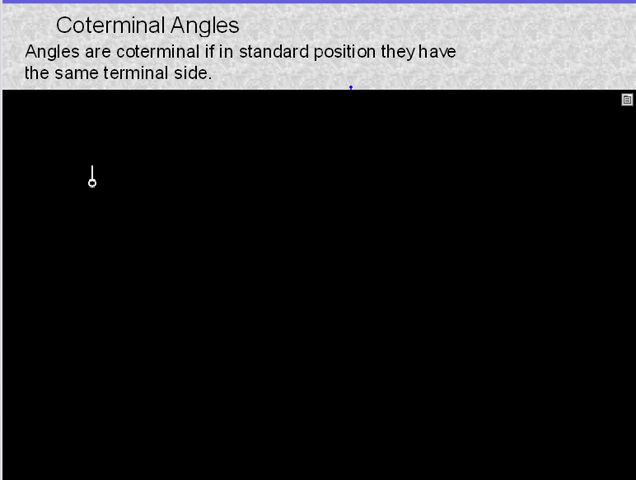 Coterminal Angles
Angles are coterminal if in standard position they have
the same terminal side.